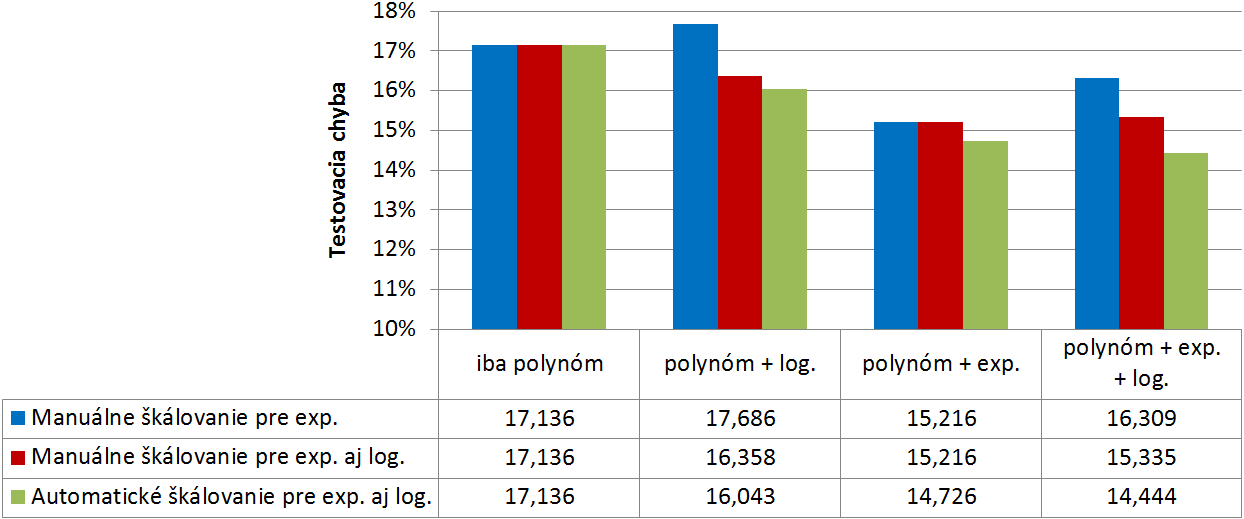 Testovacia chyba
18%
17%
16%
15%
14%
13%
12%
11%
10%
iba polynóm polynóm + log. polynóm + exp. polynóm + exp.
+ log.
Manuálne škálovanie pre exp. 17,136 17,686 15,216 16,309
Manuálne škálovanie pre exp. aj log. 17,136 16,358 15,216 15,335
Automatické škálovanie pre exp. aj log. 17,136 16,043 14,726 14,444